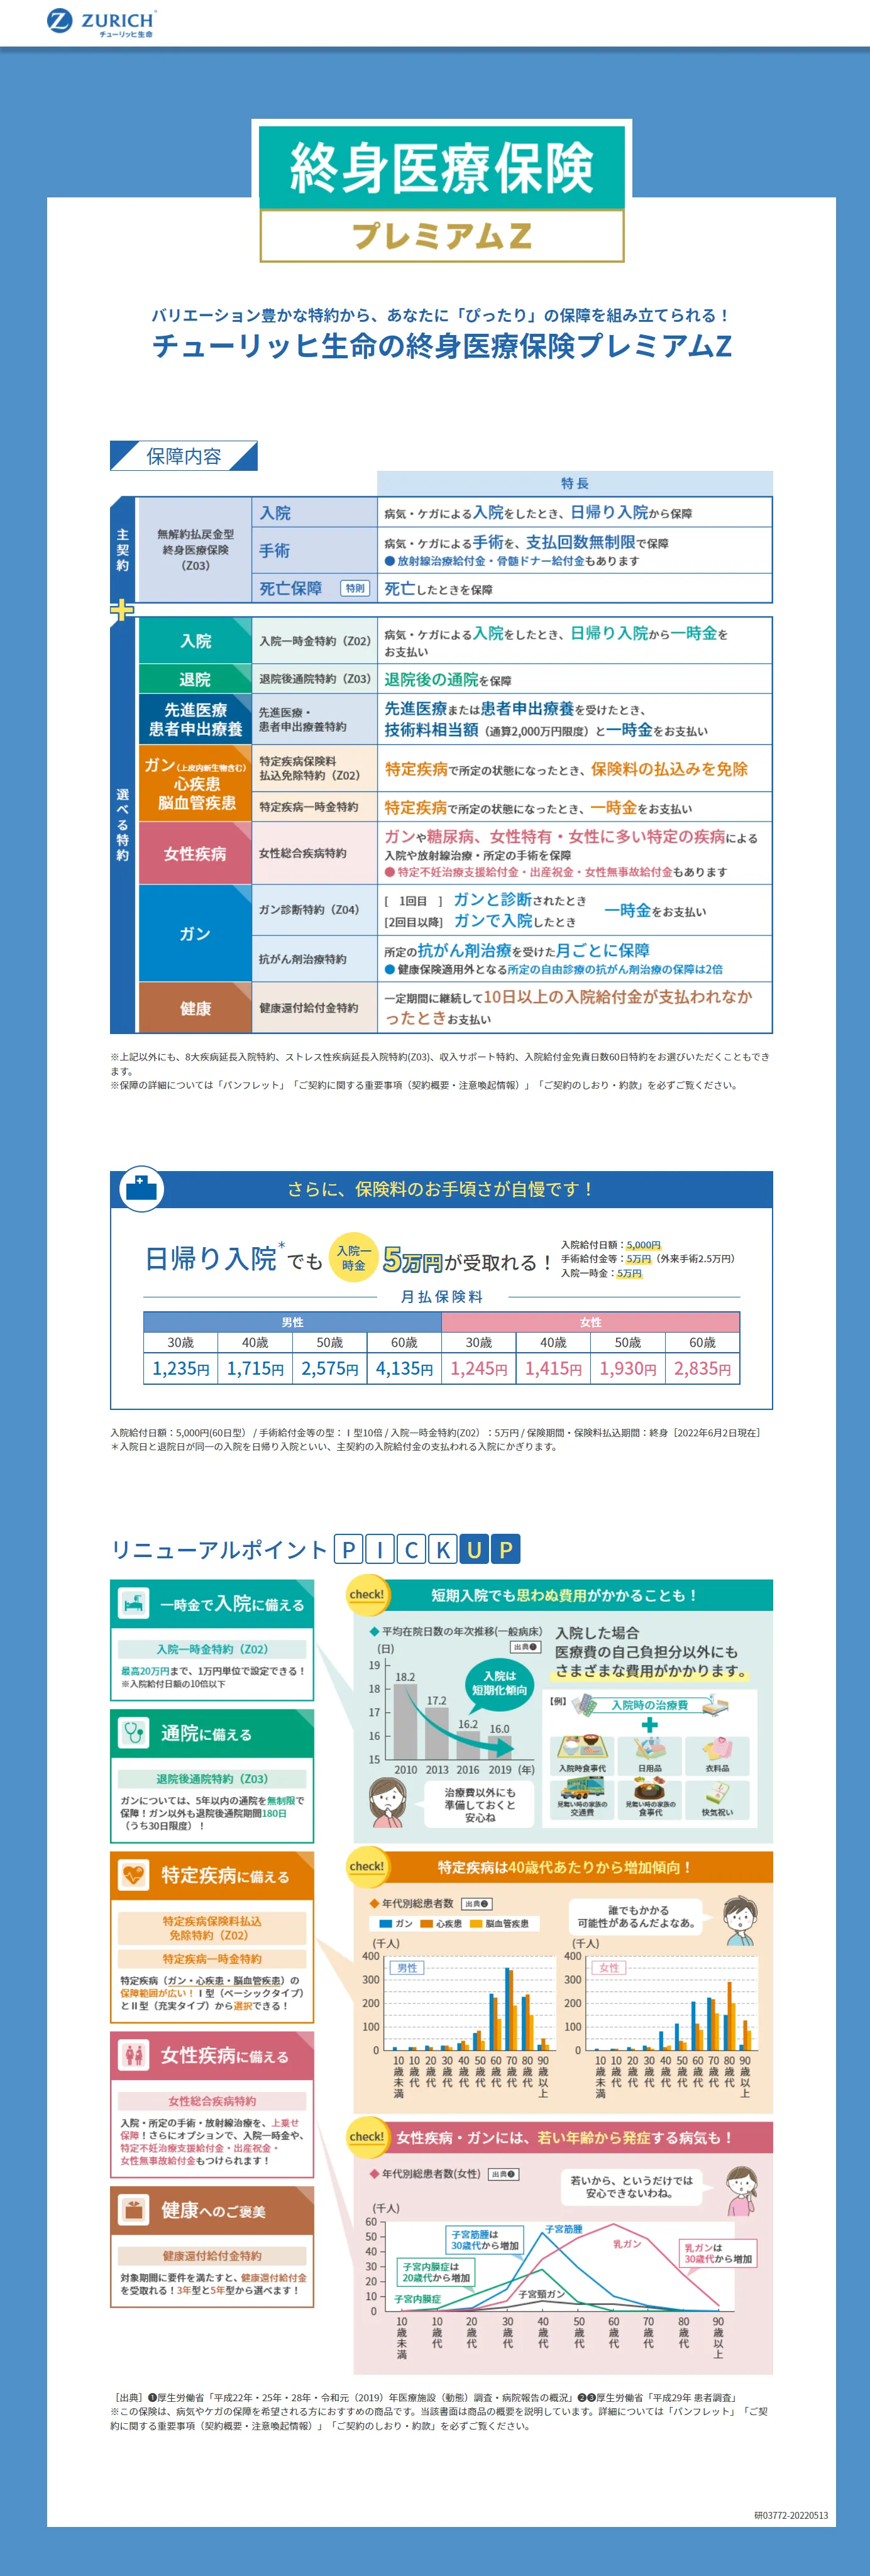 ZURICH
チューリッヒ生命
終身医療保険
プレミアムZ
バリエーション豊かな特約から、あなたに「ぴったり」の保障を組み立てられる！
チューリッヒ生命の終身医療保険プレミアムZ
保障内容
特長
主契約
無解約払戻金型
終身医療保険
（Z03）
入院
病気・ケガによる入院をしたとき、日帰り入院から保障
手術
病気・ケガによる手術を、支払回数無制限で保障
●放射線治療給付金・骨髄ドナー給付金もあります
死亡保障 特則
死亡したときを保障
選べる特約
入院
入院一時金特約（Z02）
病気・ケガによる入院をしたとき、日帰り入院から一時金を
お支払い
退院
退院後通院特約（Z03）
退院後の通院を保障
先進医療
患者申出療養
先進医療・
患者申出療養特約
先進医療または患者申出療養を受けたとき、
技術料相当額（通算2,000万円限度）と一時金をお支払い
ガン（上皮内新生物含む）
心疾患
脳血管疾患
特定疾病保険料
払込免除特約（Z02）
特定疾病で所定の状態になったとき、保険料の払込みを免除
特定疾病一時金特約
特定疾病で所定の状態になったとき、一時金をお支払い
女性疾病
女性総合疾病特約
ガンや糖尿病、女性特有・女性に多い特定の疾病による
入院や放射線治療・所定の手術を保障
●特定不妊治療支援給付金・出産祝金・女性無事故給付金もあります
ガン
ガン診断特約（Z04）
[ 1回目 ] ガンと診断されたとき
[2回目以降] ガンで入院したとき
一時金をお支払い
抗がん剤治療特約
所定の抗がん剤治療を受けた月ごとに保障
●健康保険適用外となる所定の自由診療の抗がん剤治療の保障は2倍
健康
健康還付給付金特約
一定期間に継続して10日以上の入院給付金が支払われなか
ったときお支払い
※上記以外にも、8大疾病延長入院特約、ストレス性疾病延長入院特約(Z03)、収入サポート特約、入院給付金免責日数60日特約をお選びいただくこともでき
ます。
※保障の詳細については「パンフレット」「ご契約に関する重要事項（契約概要・注意喚起情報）」「ご契約のしおり・約款」を必ずご覧ください。
さらに、保険料のお手頃さが自慢です！
日帰り入院＊でも 入院一時金 5万円が受取れる！
入院給付日額：5,000円
手術給付金等：5万円（外来手術2.5万円）
入院一時金：5万円
月払保険料
男性 女性
30歳 40歳 50歳 60歳 30歳 40歳 50歳 60歳
1,235円 1,715円 2,575円 4,135円 1,245円 1,415円 1,930円 2,835円
入院給付日額：5,000円(60日型） / 手術給付金等の型：Ⅰ型10倍 / 入院一時金特約(Z02）：5万円 / 保険期間・保険料払込期間：終身［2022年6月2日現在］
＊入院日と退院日が同一の入院を日帰り入院といい、主契約の入院給付金の支払われる入院にかぎります。
リニューアルポイント PICK UP
一時金で入院に備える
入院一時金特約（Z02）
最高20万円まで、1万円単位で設定できる！
※入院給付日額の10倍以下
通院に備える
退院後通院特約（Z03）
ガンについては、5年以内の通院を無制限で
保障！ガン以外も退院後通院期間180日
（うち30日限度）！
特定疾病に備える
特定疾病保険料払込
免除特約（Z02）
特定疾病一時金特約
特定疾病（ガン・心疾患・脳血管疾患）の
保障範囲が広い！Ⅰ型（ベーシックタイプ）
とⅡ型（充実タイプ）から選択できる！
女性疾病に備える
女性総合疾病特約
入院・所定の手術・放射線治療を、上乗せ
保障！さらにオプションで、入院一時金や、
特定不妊治療支援給付金・出産祝金・
女性無事故給付金もつけられます！
健康へのご褒美
健康還付給付金特約
対象期間に要件を満たすと、健康還付給付金
を受取れる！3年型と5年型から選べます！
check! 短期入院でも思わぬ費用がかかることも！
◆平均在院日数の年次推移(一般病床)
出典❶
(日)
19
18
17
16
15
18.2
17.2
16.2
16.0
2010 2013 2016 2019 (年)
入院は
短期化傾向
治療費以外にも
準備しておくと
安心ね
入院した場合
医療費の自己負担分以外にも
さまざまな費用がかかります。
【例】 入院時の治療費
入院時食事代 日用品 衣料品
見舞い時の家族の
交通費
見舞い時の家族の
食事代
快気祝い
check! 特定疾病は40歳代あたりから増加傾向！
◆年代別総患者数 出典❷
ガン 心疾患 脳血管疾患
誰でもかかる
可能性があるんだよなあ。
(千人)
男性
400
300
200
100
0
10歳未満 10歳代 20歳代 30歳代 40歳代 50歳代 60歳代 70歳代 80歳代 90歳以上
(千人)
女性
400
300
200
100
0
10歳未満 10歳代 20歳代 30歳代 40歳代 50歳代 60歳代 70歳代 80歳代 90歳以上
check! 女性疾病・ガンには、若い年齢から発症する病気も！
◆年代別総患者数(女性) 出典❸
若いから、というだけでは
安心できないわね。
(千人)
60
50
40
30
20
10
0
子宮筋腫は
30歳代から増加
子宮筋腫
乳ガン
乳ガンは
30歳代から増加
子宮内膜症は
20歳代から増加
子宮内膜症
子宮頸ガン
10歳未満 10歳代 20歳代 30歳代 40歳代 50歳代 60歳代 70歳代 80歳代 90歳以上
［出典］❶厚生労働省「平成22年・25年・28年・令和元（2019）年医療施設（動態）調査・病院報告の概況」❷❸厚生労働省「平成29年 患者調査」
※この保険は、病気やケガの保障を希望される方におすすめの商品です。当該書面は商品の概要を説明しています。詳細については「パンフレット」「ご契
約に関する重要事項（契約概要・注意喚起情報）」「ご契約のしおり・約款」を必ずご覧ください。
研03772-20220513